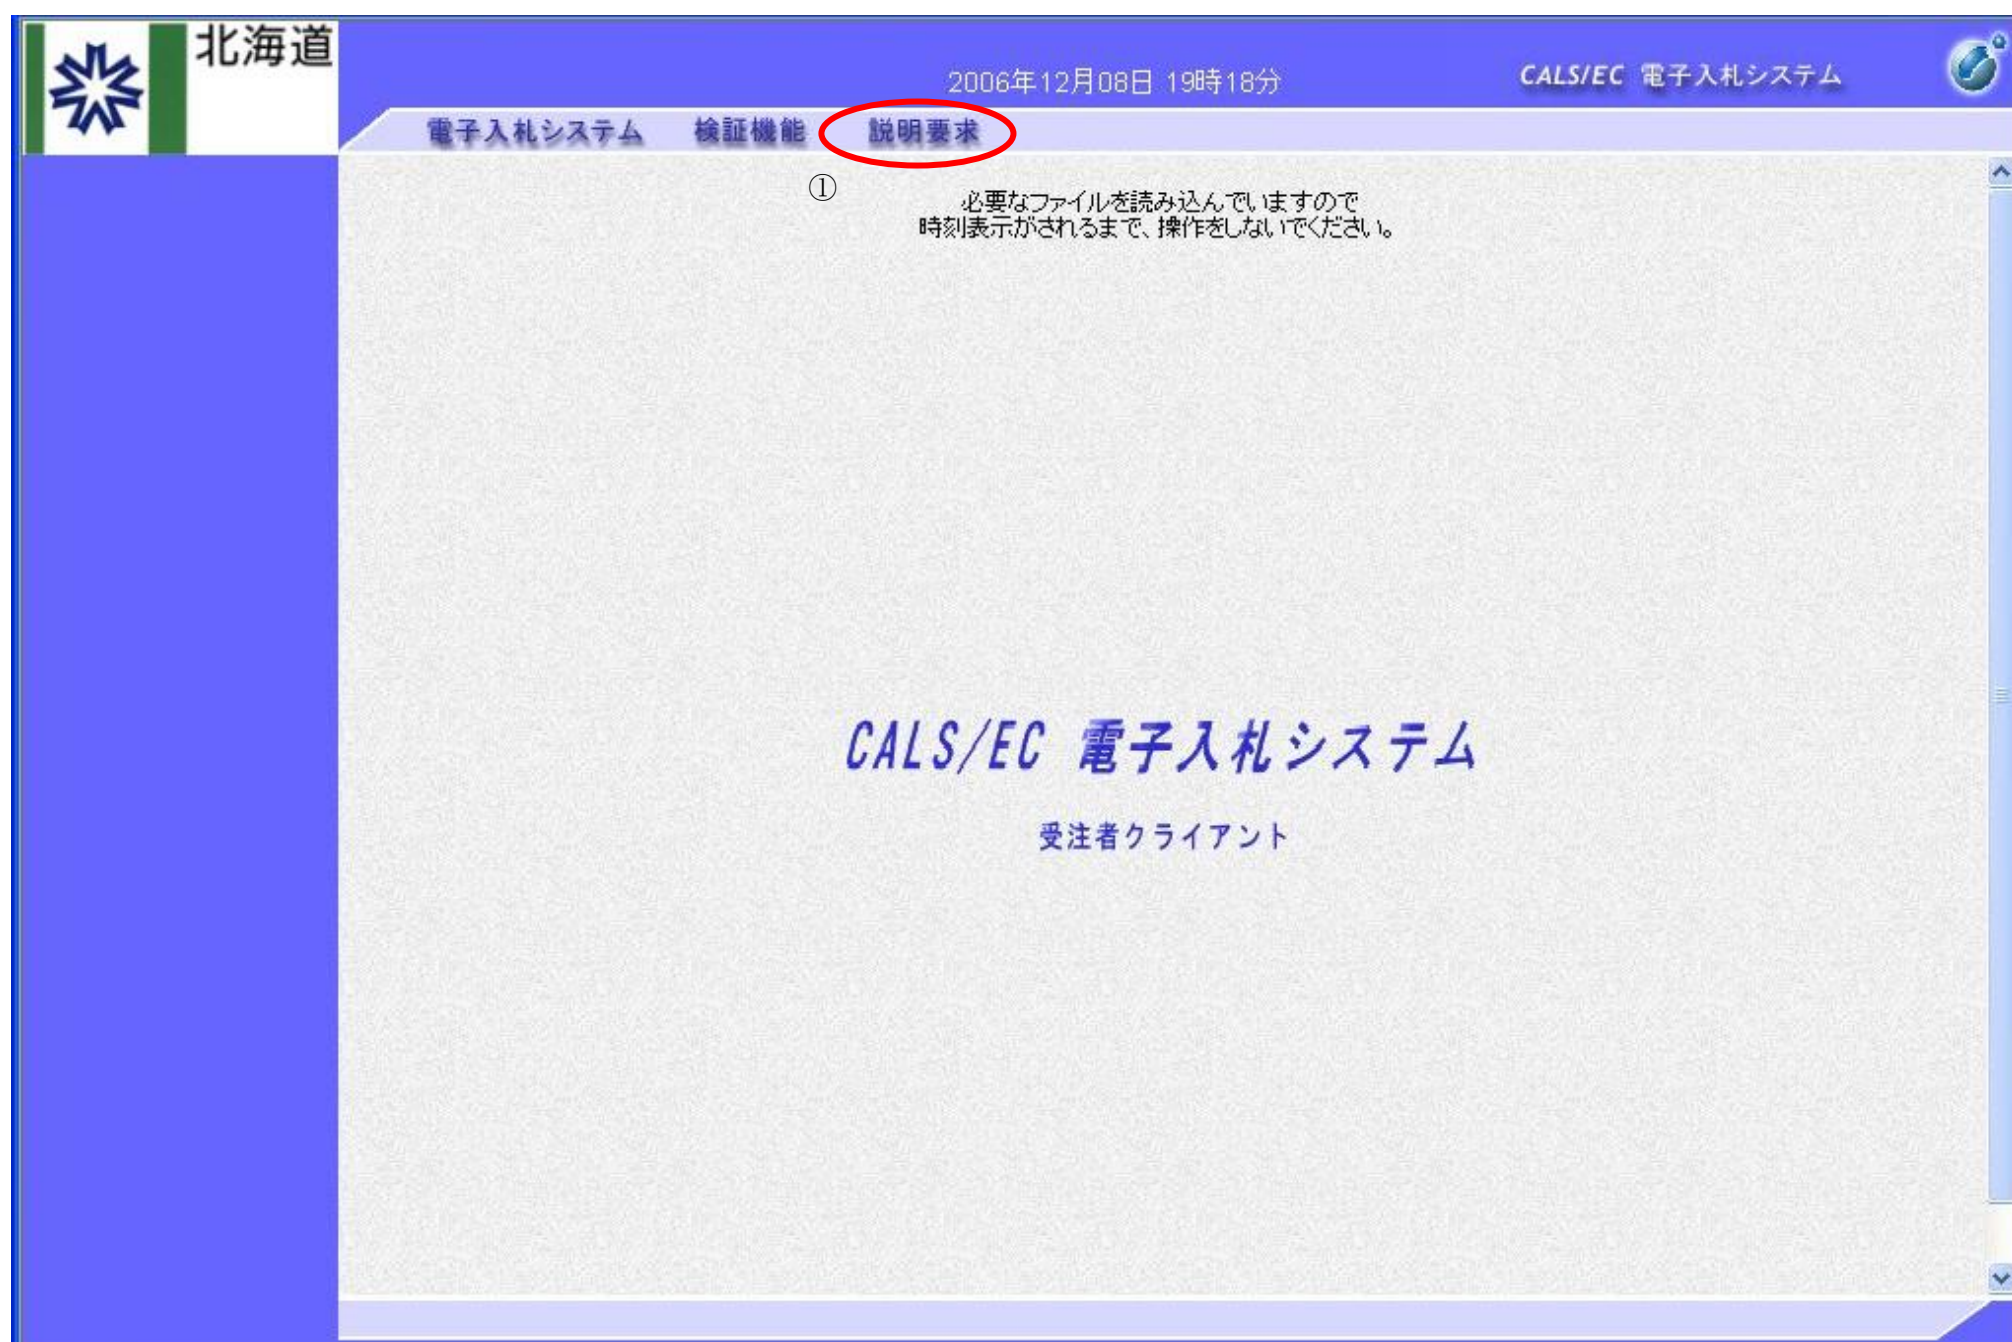 北海道
2006年12月08日 19時18分
CALS/EC 電子入札システム
電子入札システム 検証機能 説明要求
①
必要なファイルを読み込んでいますので
時刻表示がされるまで、操作をしないでください。
CALS/EC 電子入札システム
受注者クライアント